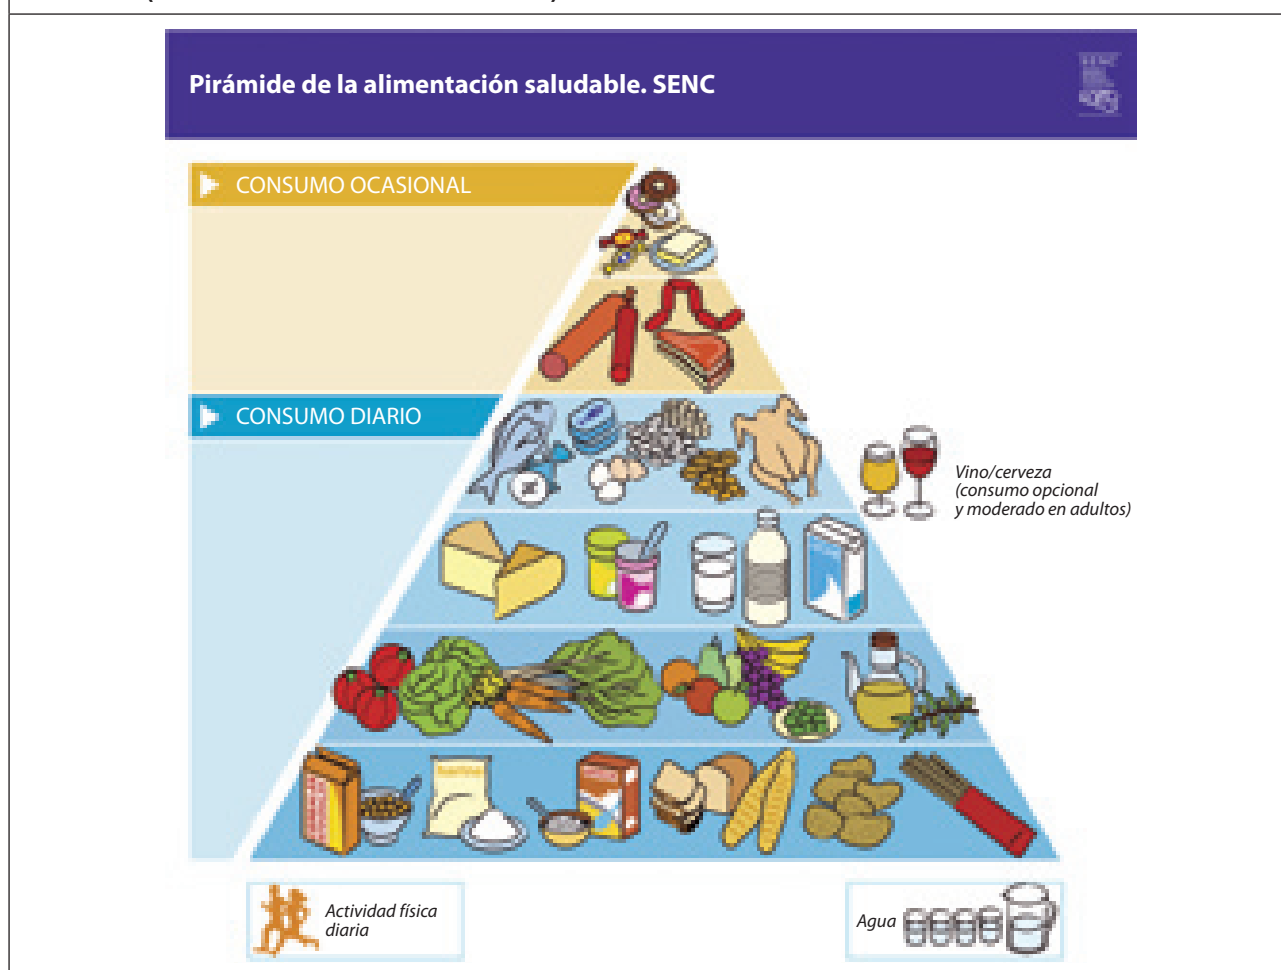 Pirámide de la alimentación saludable. SENC
CONSUMO OCASIONAL
CONSUMO DIARIO
Vino/cerveza
(consumo opcional
y moderado en adultos)
Actividad física
diaria
Agua